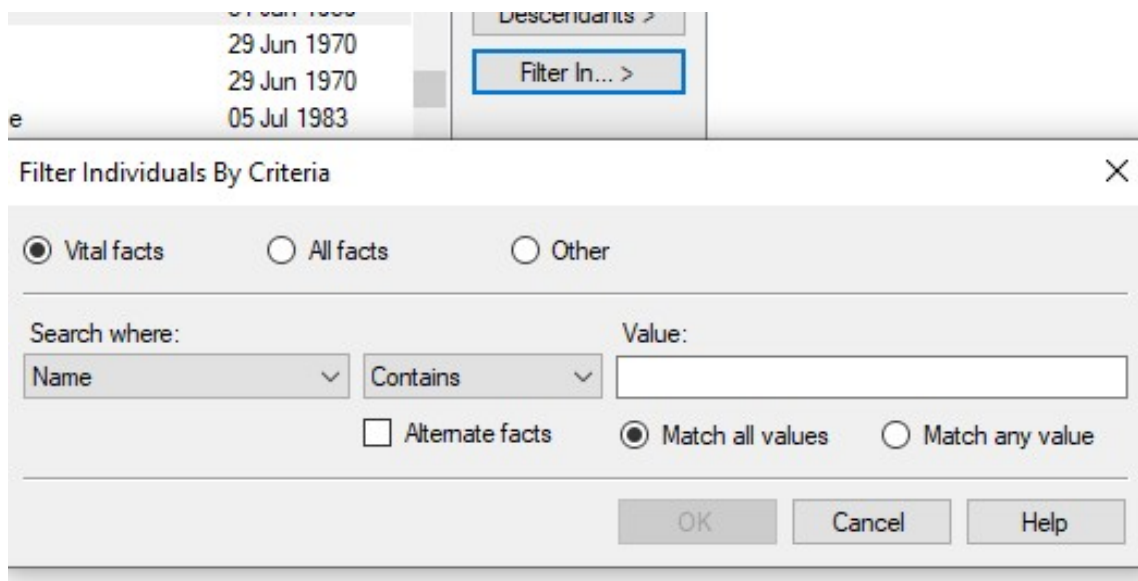 Descendants >
29 Jun 1970
29 Jun 1970
Filter In... >
e 05 Jul 1983
Filter Individuals By Criteria
Vital facts All facts Other
Search where: Value:
Name Contains
Alternate facts Match all values Match any value
OK Cancel Help